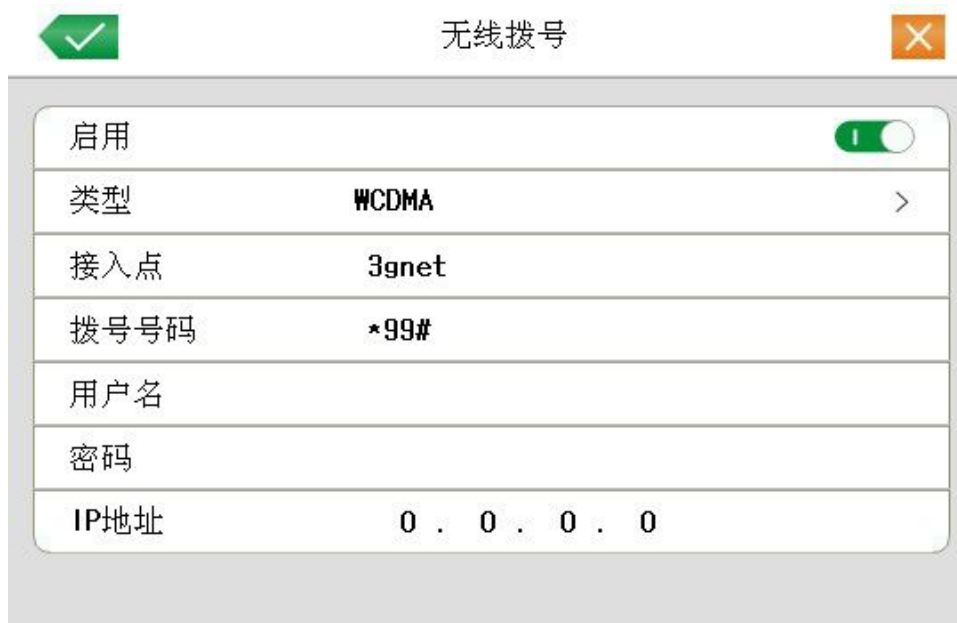 无线拨号
启用
类型 WCDMA
接入点 3gnet
拨号号码 *99#
用户名
密码
IP地址 0 . 0 . 0 . 0